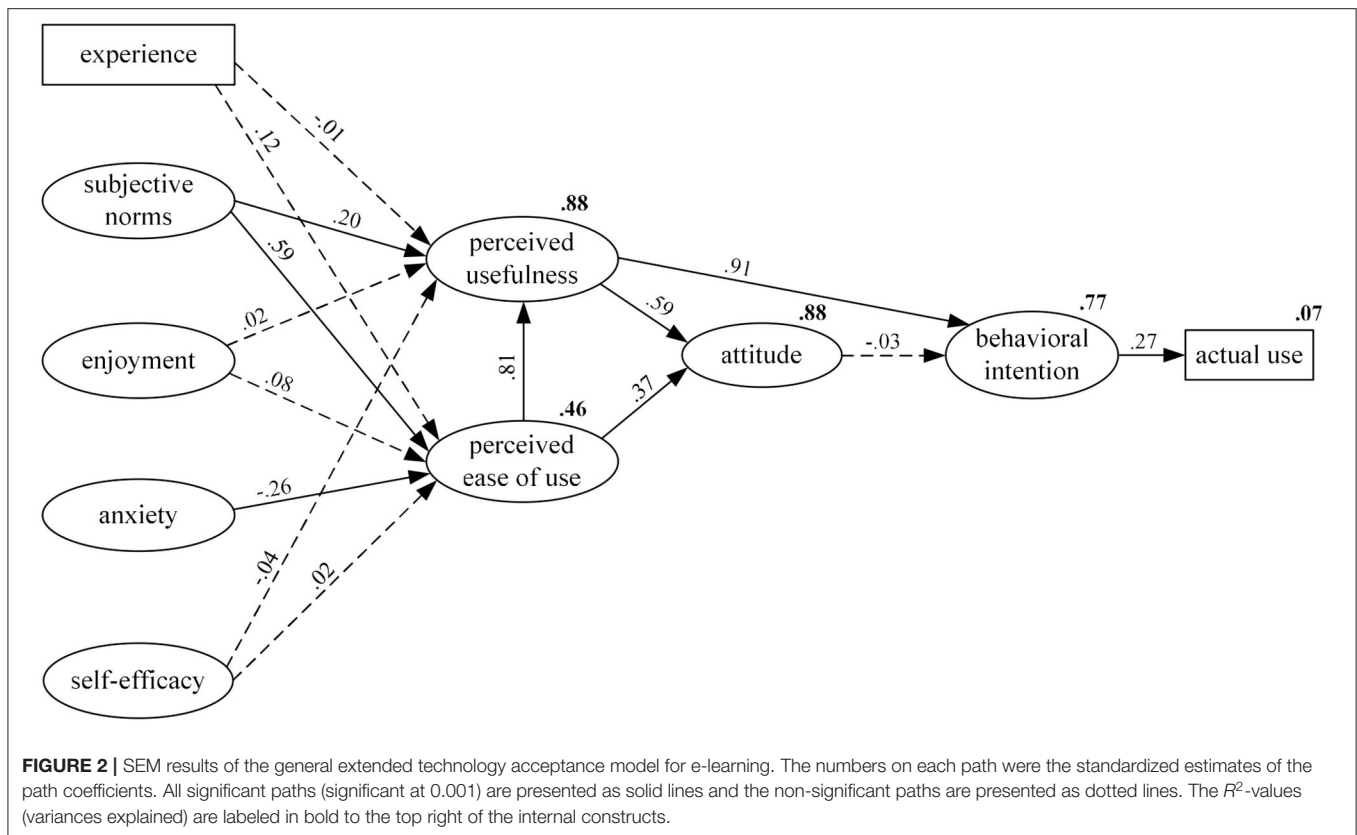 experience
-.01
.12
subjective
norms
.20
.59
.88
perceived
usefulness
.91
.59
.77
.88
enjoyment
.02
.08
attitude
-.03
behavioral
intention
.27
.07
actual use
.81
.37
.46
perceived
ease of use
anxiety
-.26
-.04
.02
self-efficacy
FIGURE 2 | SEM results of the general extended technology acceptance model for e-learning. The numbers on each path were the standardized estimates of the
path coefficients. All significant paths (significant at 0.001) are presented as solid lines and the non-significant paths are presented as dotted lines. The R²-values
(variances explained) are labeled in bold to the top right of the internal constructs.